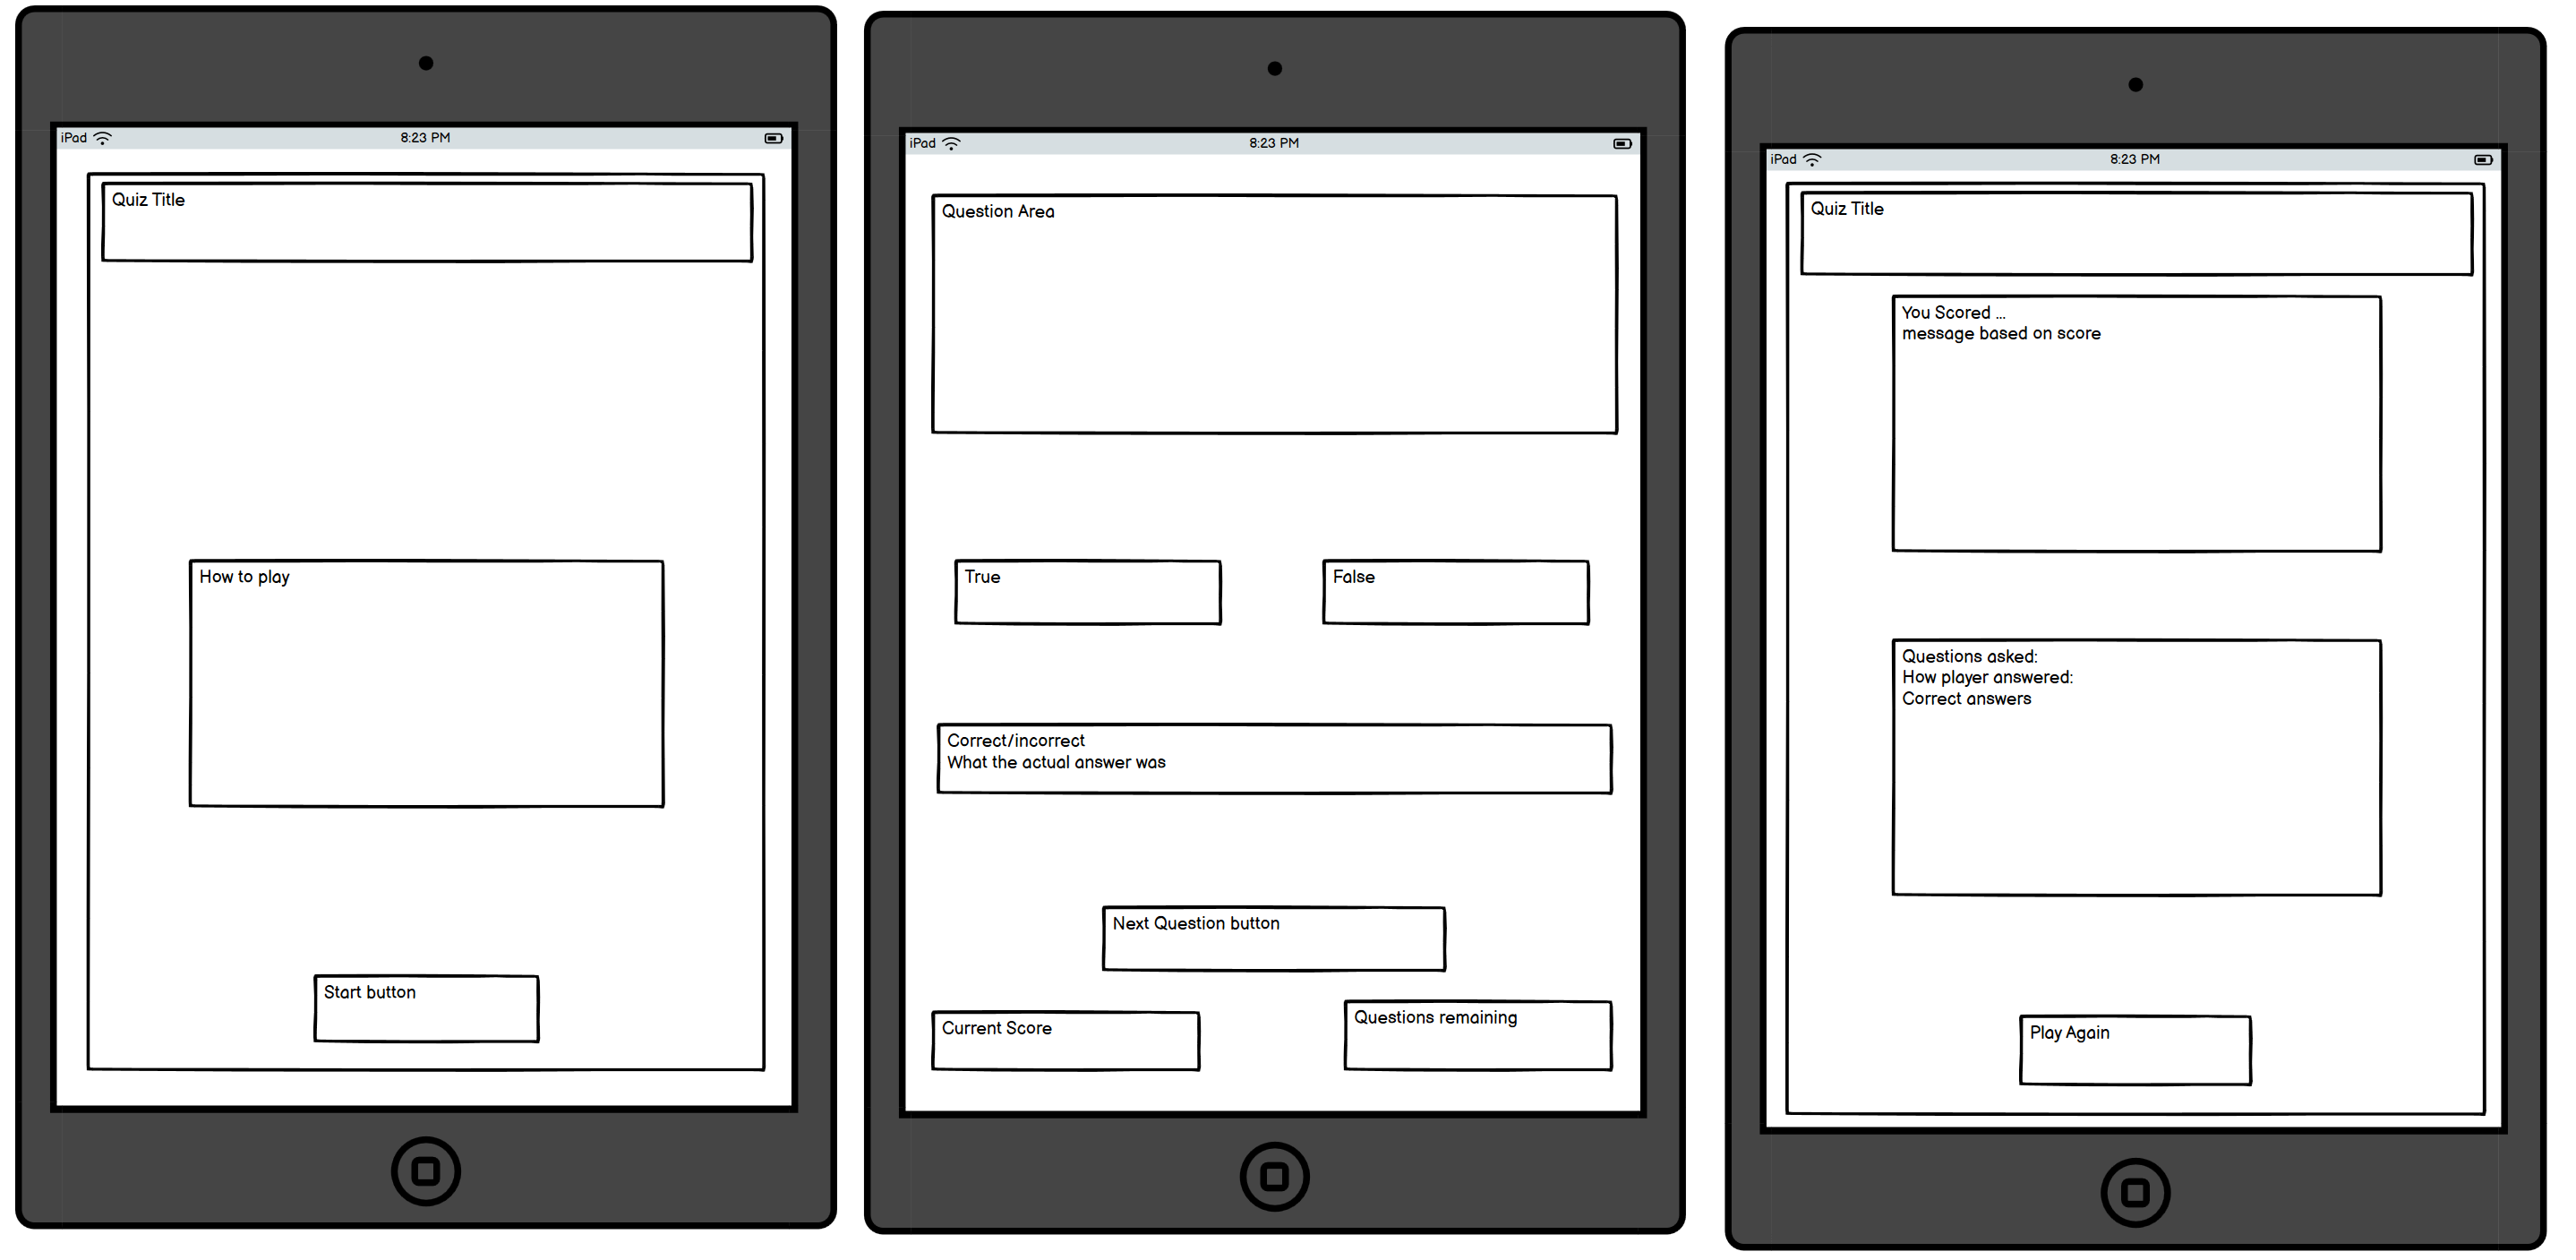 iPad
8:23 PM
Quiz Title
How to play
Start button
iPad
8:23 PM
Question Area
True
False
Correct/incorrect
What the actual answer was
Next Question button
Current Score
Questions remaining
iPad
8:23 PM
Quiz Title
You Scored ...
message based on score
Questions asked:
How player answered:
Correct answers
Play Again